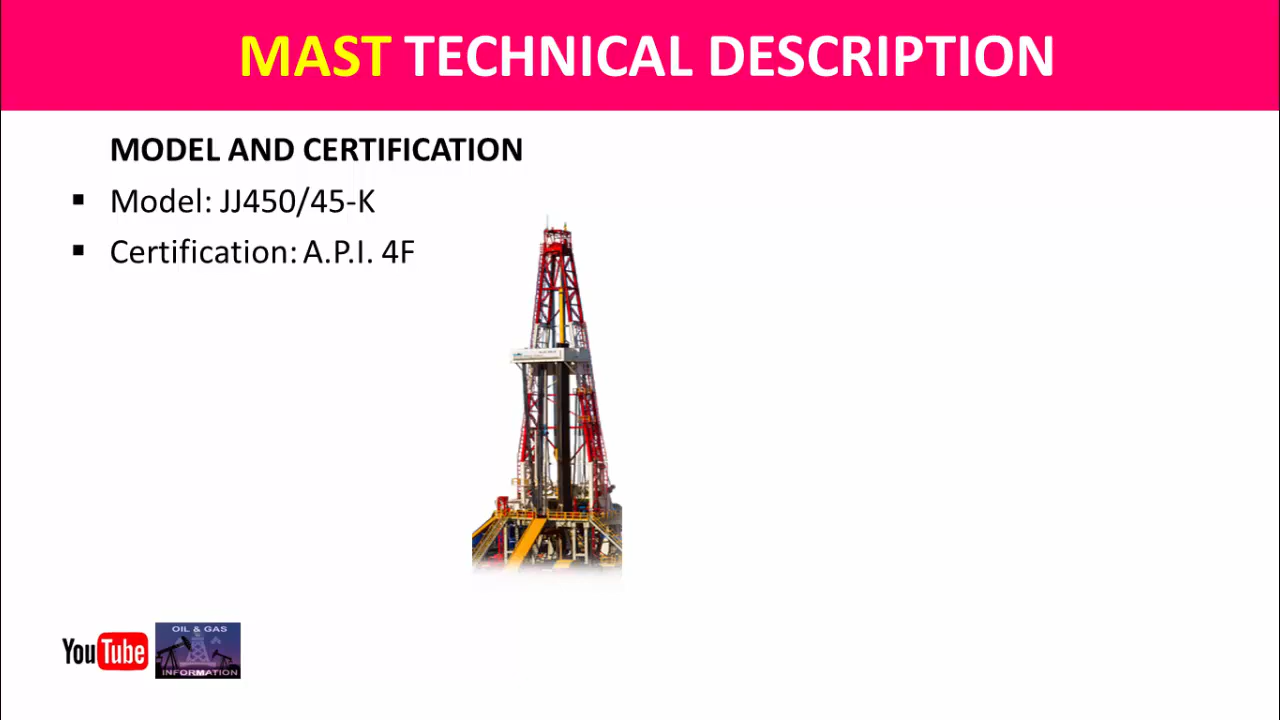 MAST TECHNICAL DESCRIPTION
MODEL AND CERTIFICATION
▪ Model: JJ450/45-K
▪ Certification: A.P.I. 4F
YouTube
OIL & GAS
INFORMATION